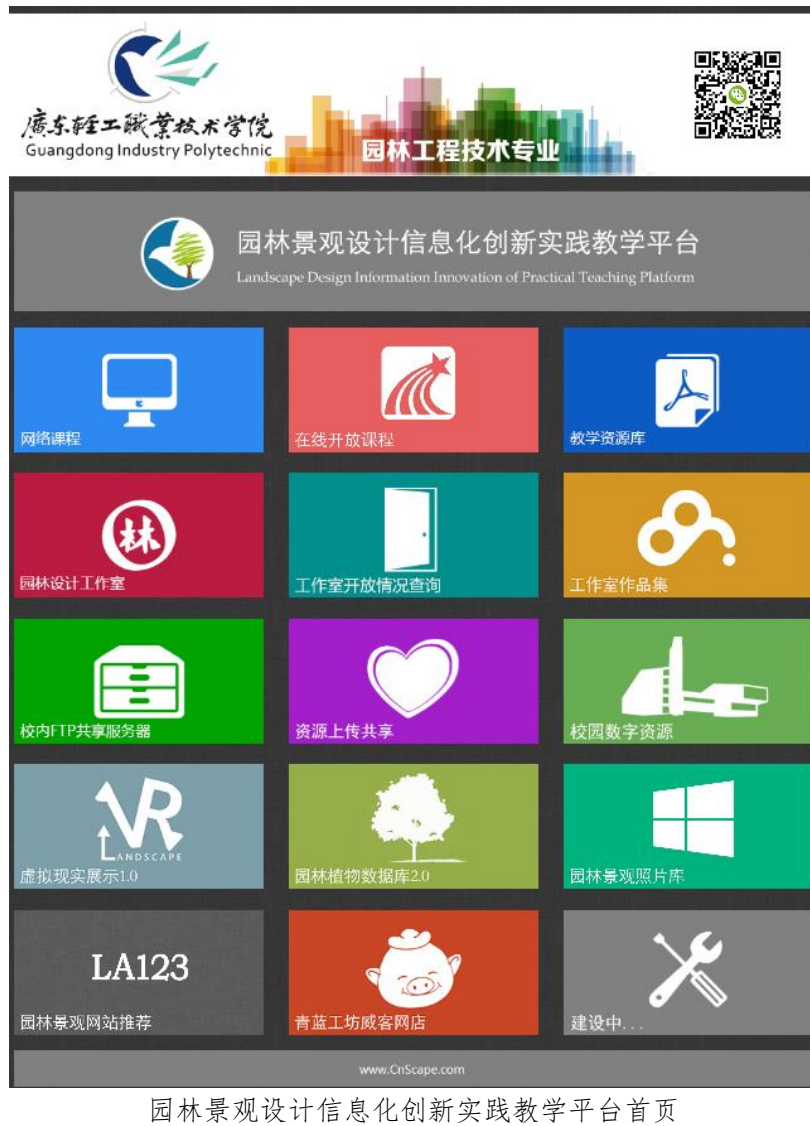 廣东轻工职业技术学院
Guangdong Industry Polytechnic
园林工程技术专业
园林景观设计信息化创新实践教学平台
Landscape Design Information Innovation of Practical Teaching Platform
网络课程
在线开放课程
教学资源库
林
园林设计工作室
工作室开放情况查询
工作室作品集
校内FTP共享服务器
资源上传共享
校园数字资源
VR
LANDSCAPE
虚拟现实展示1.0
园林植物数据库2.0
园林景观照片库
LA123
园林景观网站推荐
青蓝工坊威客网店
建设中...
www.CnScape.com
园林景观设计信息化创新实践教学平台首页